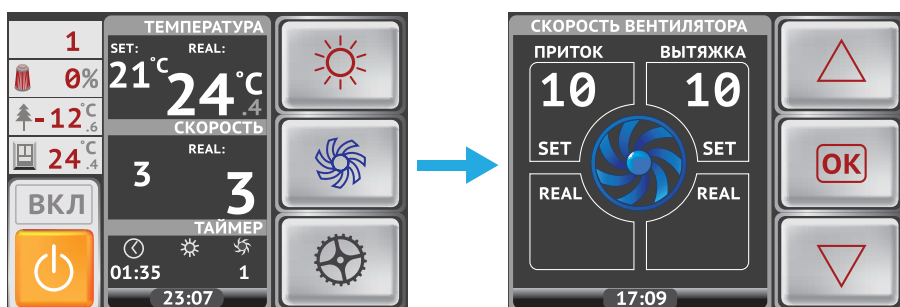 1
0%
-12°C.6
24°C.4
ВКЛ
ТЕМПЕРАТУРА
SET: REAL:
21°C 24°C.4
СКОРОСТЬ
REAL:
3 3
ТАЙМЕР
01:35 1
23:07
СКОРОСТЬ ВЕНТИЛЯТОРА
ПРИТОК ВЫТЯЖКА
10 10
SET SET
REAL REAL
17:09
OK